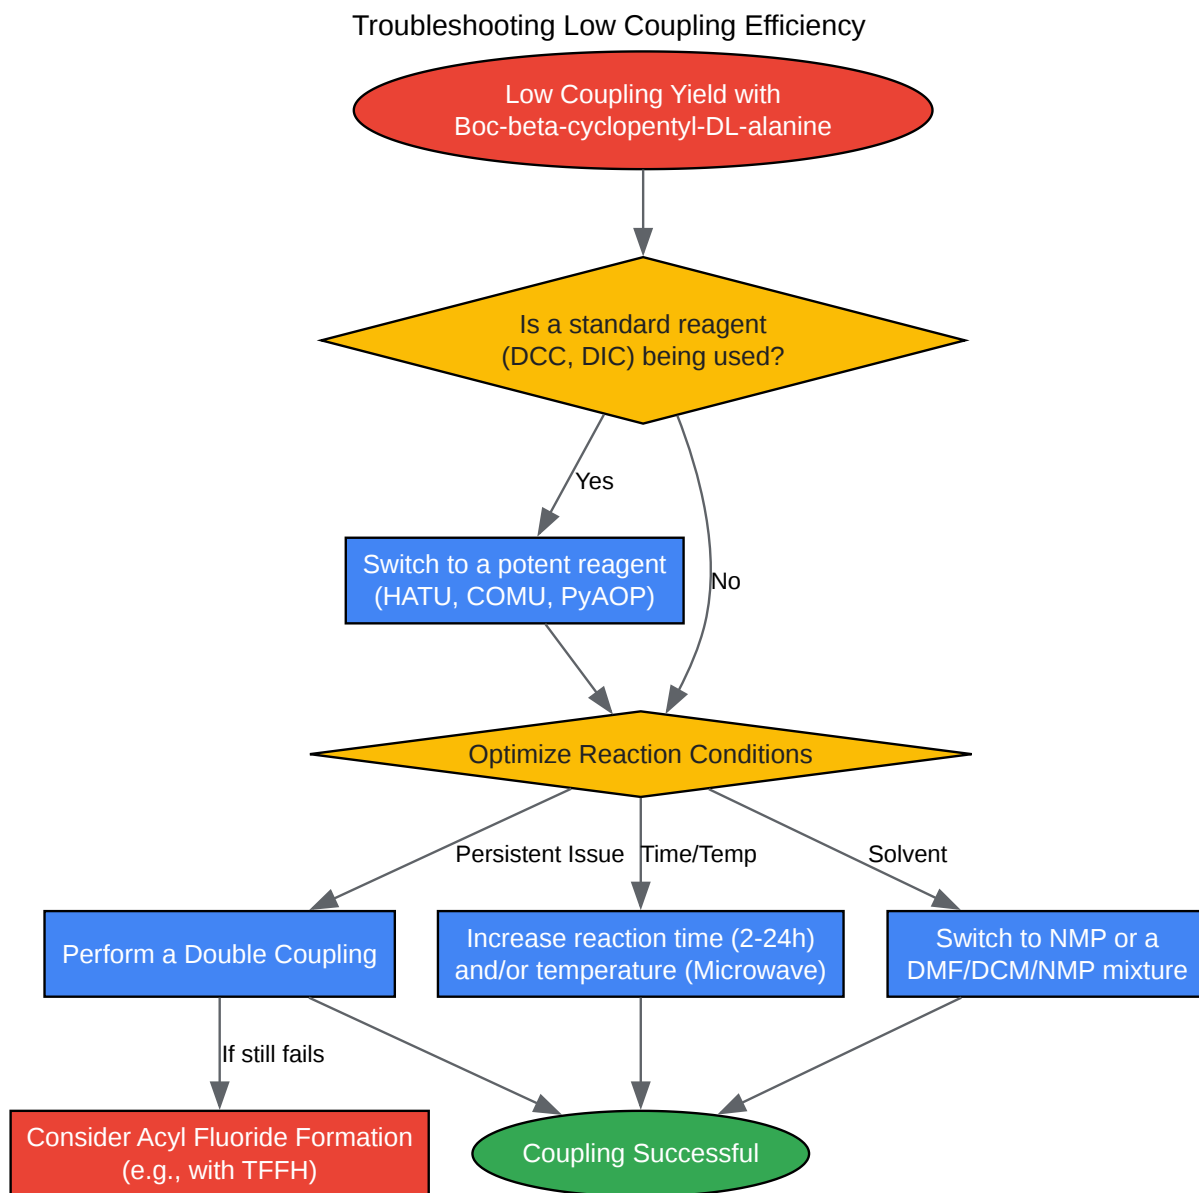 Troubleshooting Low Coupling Efficiency
Low Coupling Yield with
Boc-beta-cyclopentyl-DL-alanine
Is a standard reagent
(DCC, DIC) being used?
Yes
Switch to a potent reagent
(HATU, COMU, PyAOP)
No
Optimize Reaction Conditions
Persistent Issue
Time/Temp
Solvent
Perform a Double Coupling
Increase reaction time (2-24h)
and/or temperature (Microwave)
Switch to NMP or a
DMF/DCM/NMP mixture
If still fails
Consider Acyl Fluoride Formation
(e.g., with TFFH)
Coupling Successful